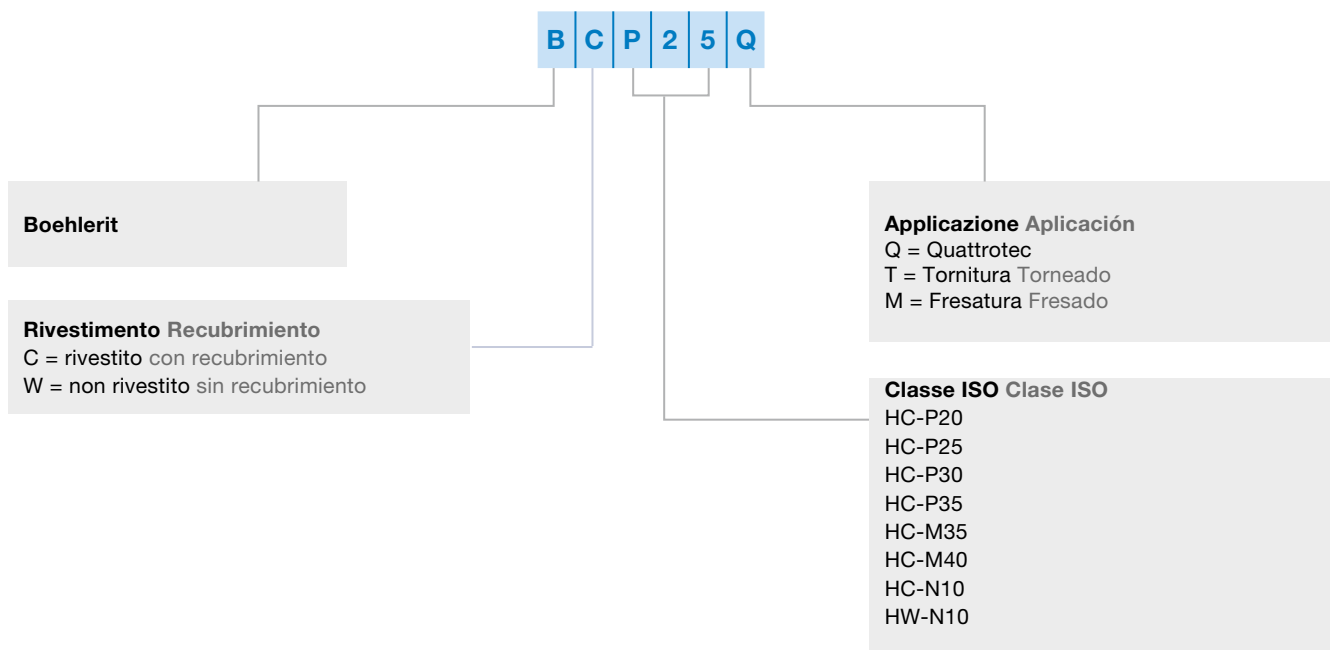 B C P 2 5 Q
Boehlerit
Rivestimento Recubrimiento
C = rivestito con recubrimiento
W = non rivestito sin recubrimiento
Applicazione Aplicación
Q = Quattrotec
T = Tornitura Torneado
M = Fresatura Fresado
Classe ISO Clase ISO
HC-P20
HC-P25
HC-P30
HC-P35
HC-M35
HC-M40
HC-N10
HW-N10